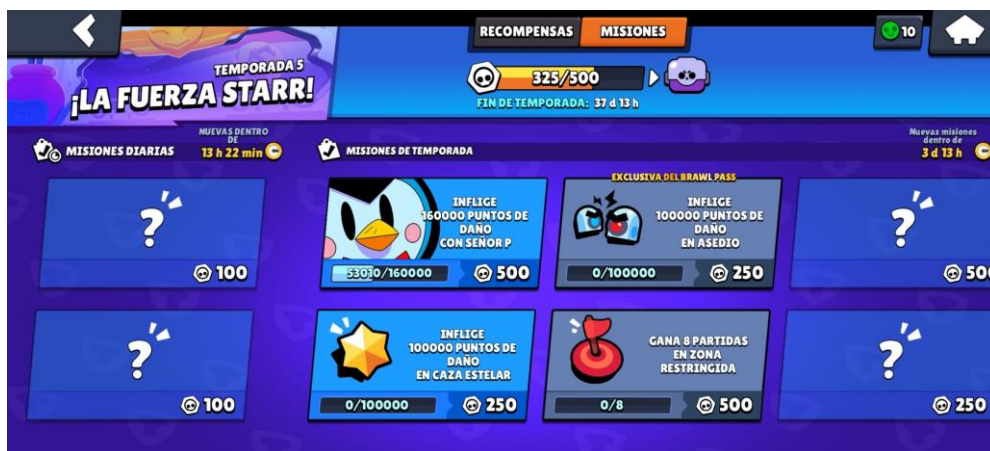 RECOMPENSAS
MISIONES
10
TEMPORADA 5
¡LA FUERZA STARR!
325/500
FIN DE TEMPORADA: 37 d 13 h
MISIONES DIARIAS
NUEVAS DENTRO
DE
13 h 22 min
MISIONES DE TEMPORADA
Nuevas misiones
dentro de
3 d 13 h
?
100
INFLIGE
160000 PUNTOS DE
DAÑO
CON SEÑOR P
53010/160000
500
EXCLUSIVA DEL BRAWL PASS
INFLIGE
100000 PUNTOS DE
DAÑO
EN ASEDIO
0/100000
250
?
500
?
100
INFLIGE
100000 PUNTOS DE
DAÑO
EN CAZA ESTELAR
0/100000
250
GANA 8 PARTIDAS
EN ZONA
RESTRINGIDA
0/8
500
?
250